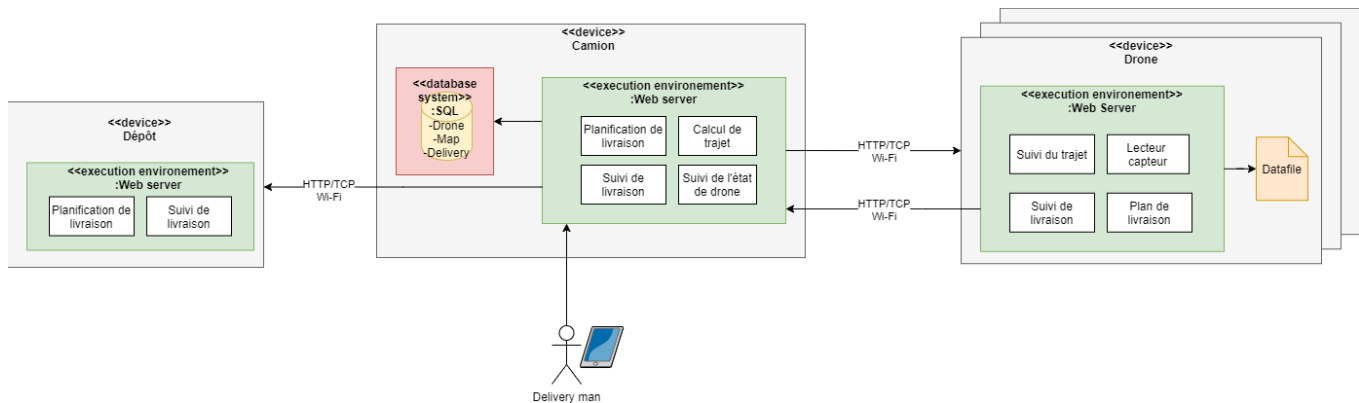 <<device>>
Dépôt
<<execution environement>>
:Web server
Planification de
livraison
Suivi de
livraison
HTTP/TCP
Wi-Fi
<<device>>
Camion
<<database
system>>
:SQL
-Drone
-Map
-Delivery
<<execution environement>>
:Web server
Planification de
livraison
Calcul de
trajet
Suivi de
livraison
Suivi de l'état
de drone
Delivery man
HTTP/TCP
Wi-Fi
HTTP/TCP
Wi-Fi
<<device>>
Drone
<<execution environement>>
:Web Server
Suivi du trajet
Lecteur
capteur
Suivi de
livraison
Plan de
livraison
Datafile